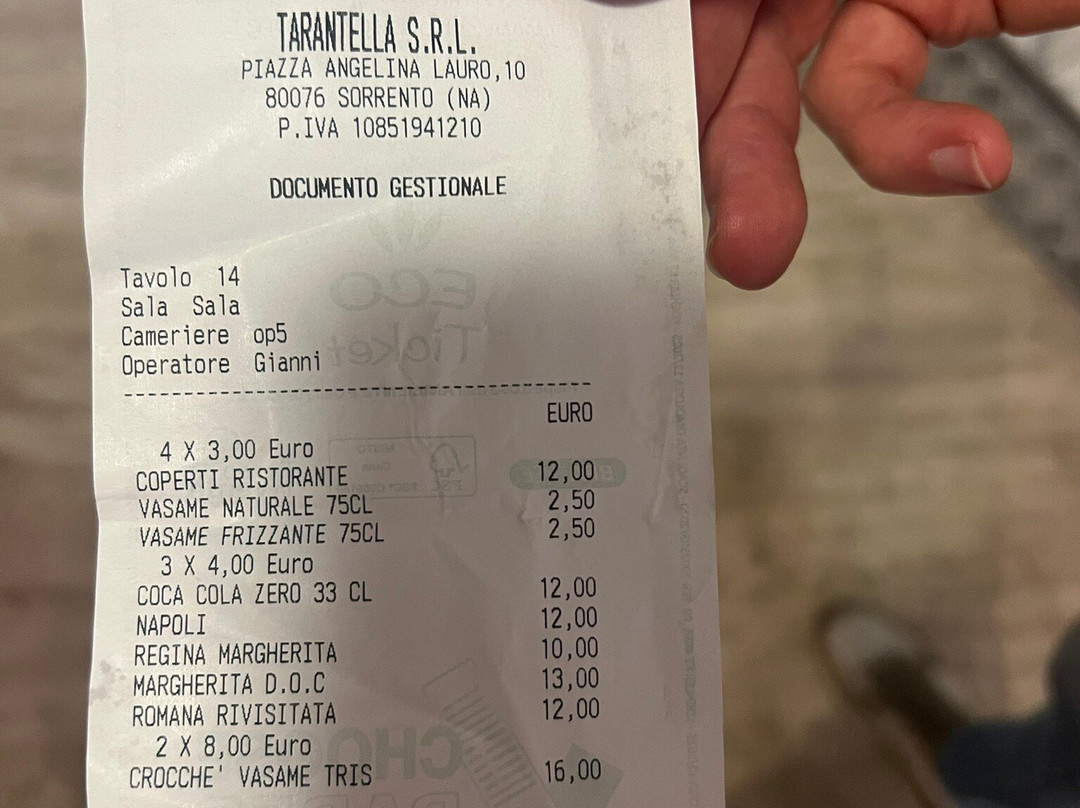 TARANTELLA S.R.L.
PIAZZA ANGELINA LAURO,10
80076 SORRENTO (NA)
P.IVA 10851941210
DOCUMENTO GESTIONALE
Tavolo 14
Sala Sala
Cameriere op5
Operatore Gianni
EURO
4 X 3,00 Euro
COPERTI RISTORANTE 12,00
VASAME NATURALE 75CL 2,50
VASAME FRIZZANTE 75CL 2,50
3 X 4,00 Euro
COCA COLA ZERO 33 CL 12,00
NAPOLI 12,00
REGINA MARGHERITA 10,00
MARGHERITA D.O.C 13,00
ROMANA RIVISITATA 12,00
2 X 8,00 Euro
CROCCHE' VASAME TRIS 16,00
ECO
Ticket